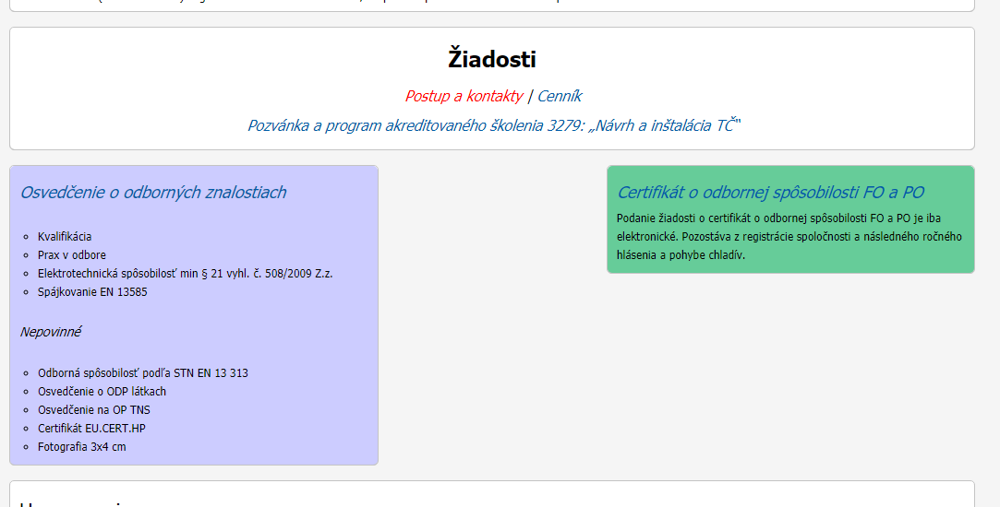 Žiadosti
Postup a kontakty | Cenník
Pozvánka a program akreditovaného školenia 3279: „Návrh a inštalácia TČ“
Osvedčenie o odborných znalostiach
Kvalifikácia
Prax v odbore
Elektrotechnická spôsobilosť min § 21 vyhl. č. 508/2009 Z.z.
Spájkovanie EN 13585
Nepovinné
Odborná spôsobilosť podľa STN EN 13 313
Osvedčenie o ODP látkach
Osvedčenie na OP TNS
Certifikát EU.CERT.HP
Fotografia 3x4 cm
Certifikát o odbornej spôsobilosti FO a PO
Podanie žiadosti o certifikát o odbornej spôsobilosti FO a PO je iba
elektronické. Pozostáva z registrácie spoločnosti a následného ročného
hlásenia a pohybe chladív.